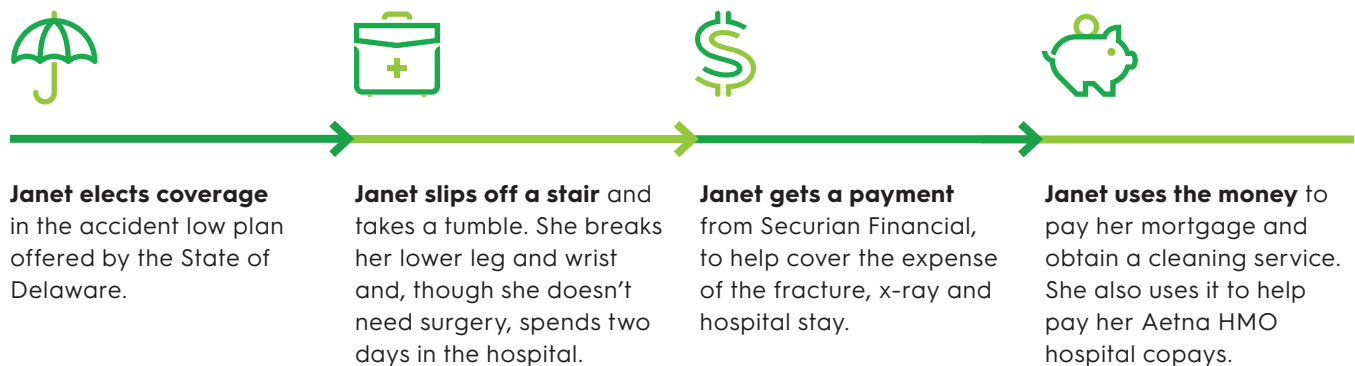 Janet elects coverage
in the accident low plan
offered by the State of
Delaware.
Janet slips off a stair and
takes a tumble. She breaks
her lower leg and wrist
and, though she doesn’t
need surgery, spends two
days in the hospital.
Janet gets a payment
from Securian Financial,
to help cover the expense
of the fracture, x-ray and
hospital stay.
Janet uses the money to
pay her mortgage and
obtain a cleaning service.
She also uses it to help
pay her Aetna HMO
hospital copays.